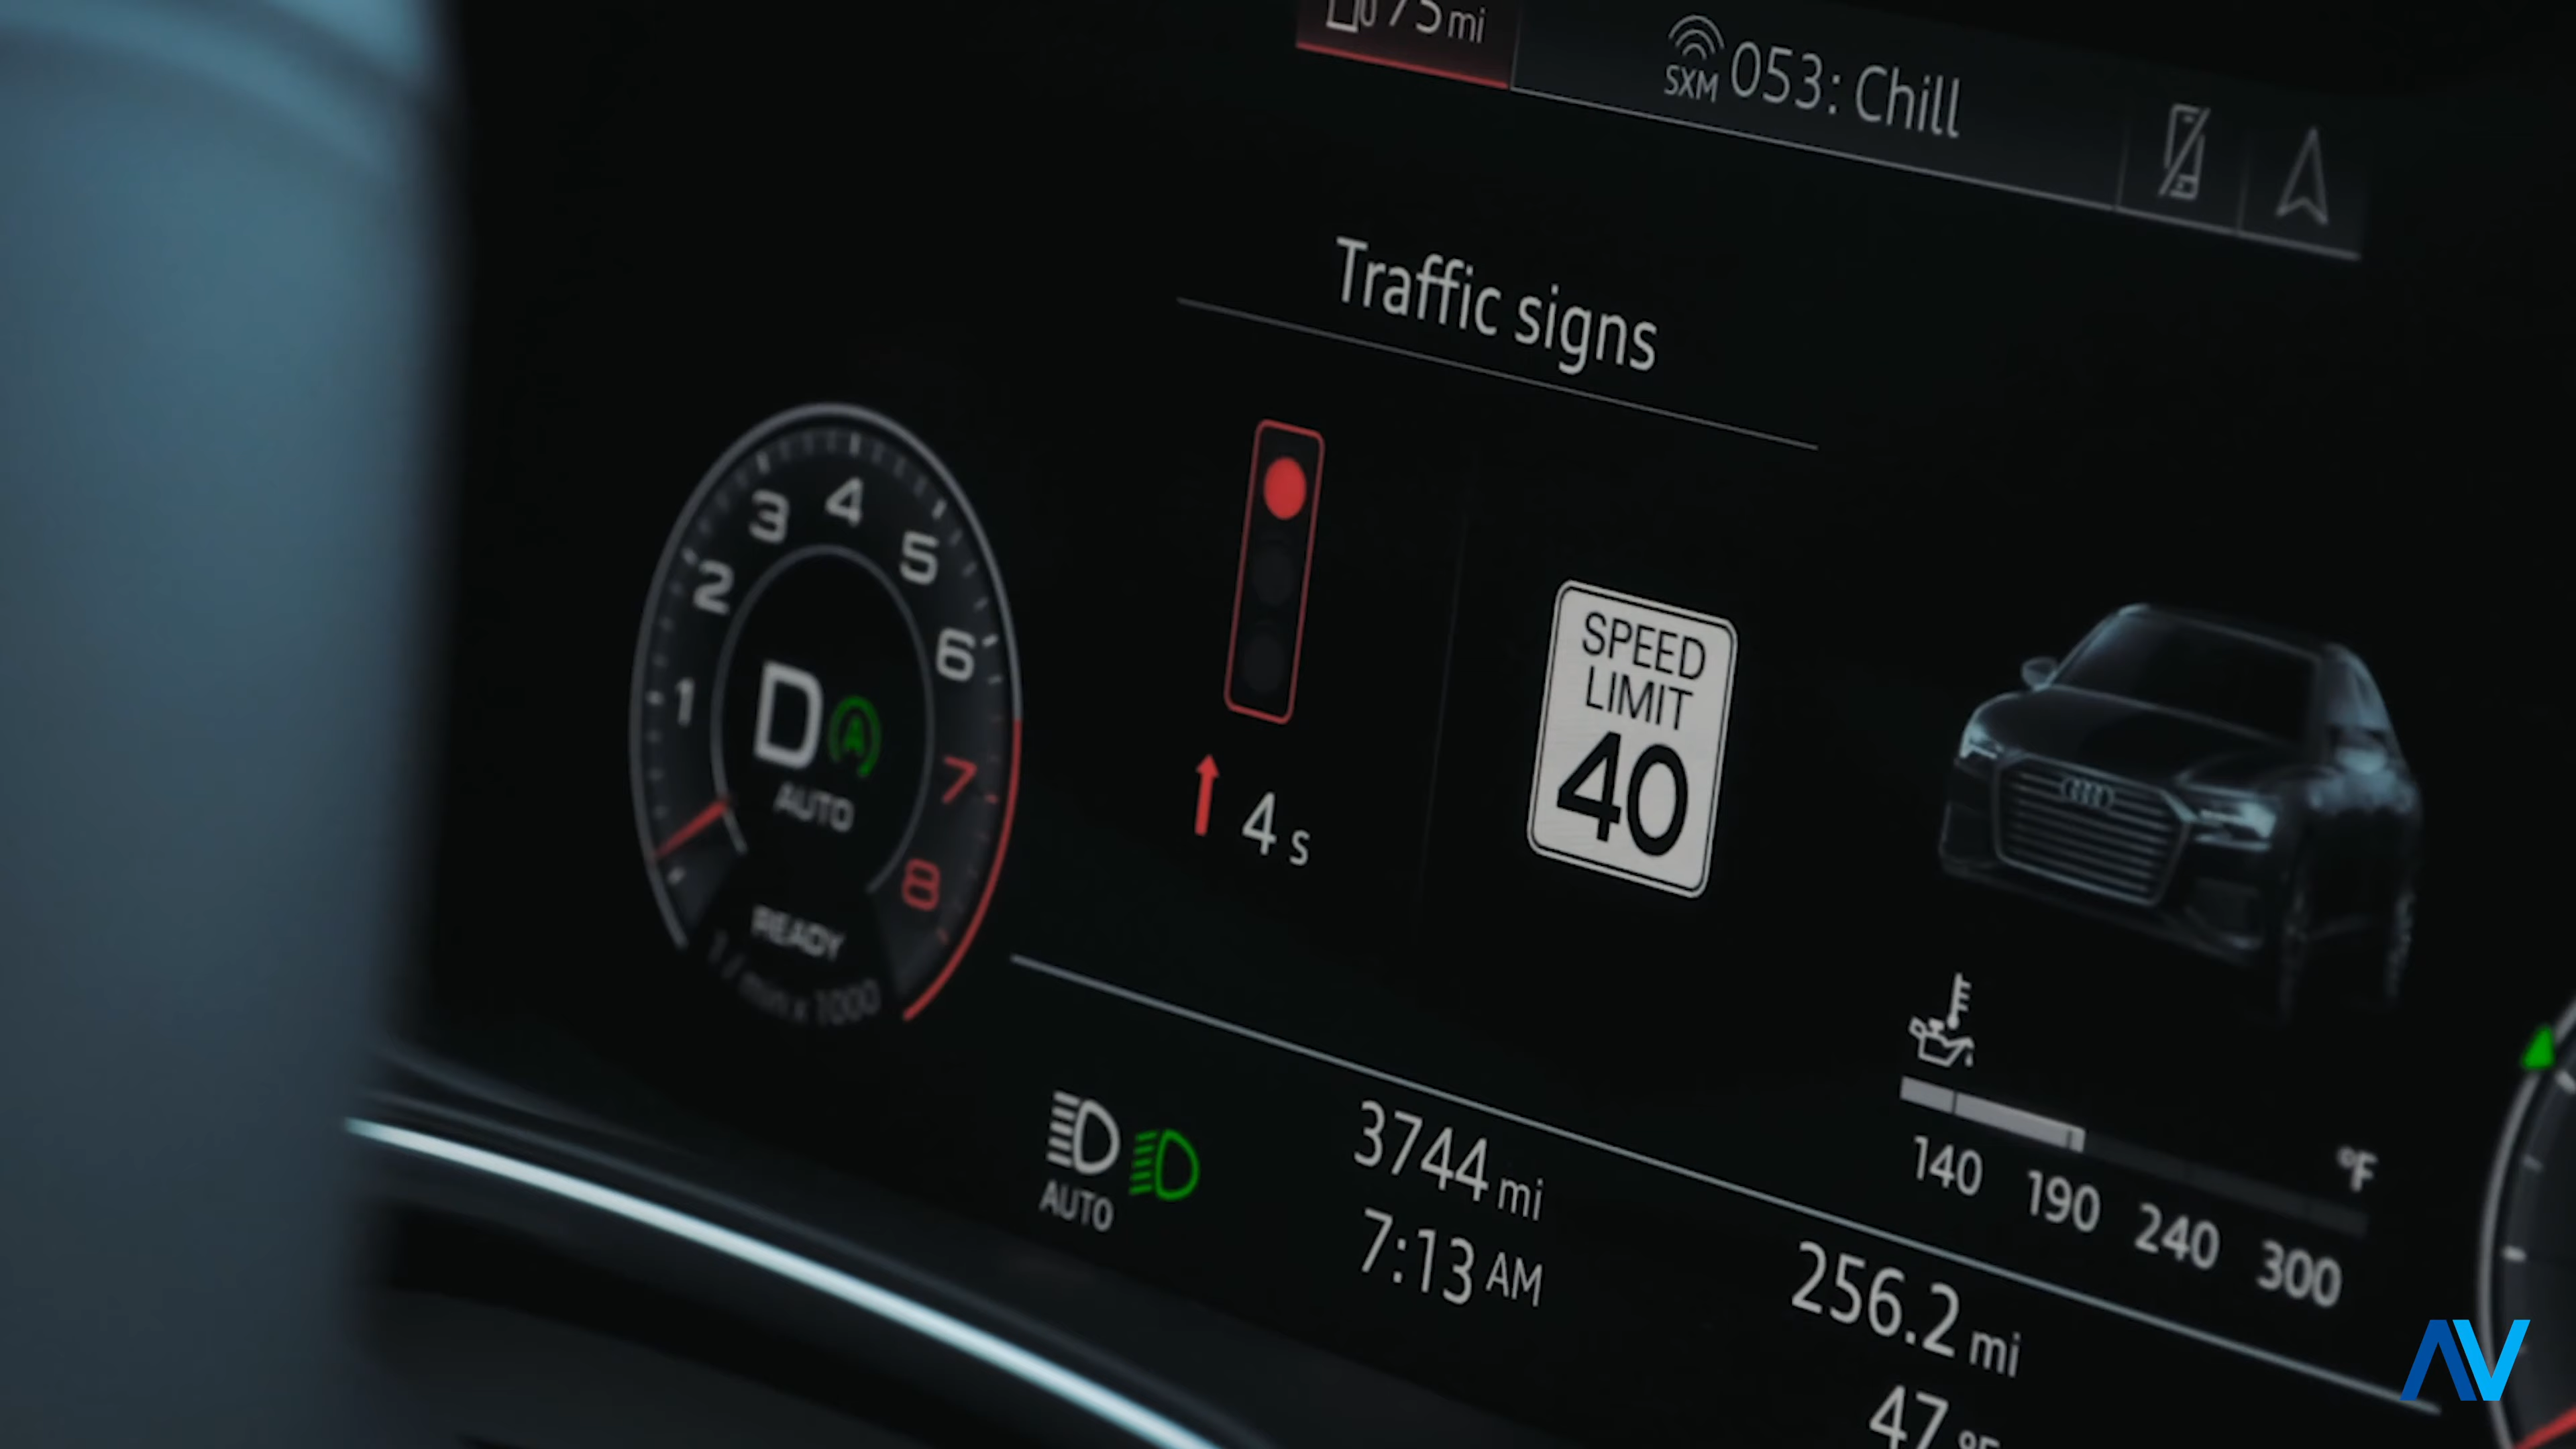 75 mi
SXM 053: Chill
Traffic signs
1 2 3 4 5 6 7 8
D A
AUTO
READY
1 / min x 1000
4 s
SPEED
LIMIT
40
°F
140 190 240 300
AUTO
3744 mi
7:13 AM
256.2 mi
47 °F
AV